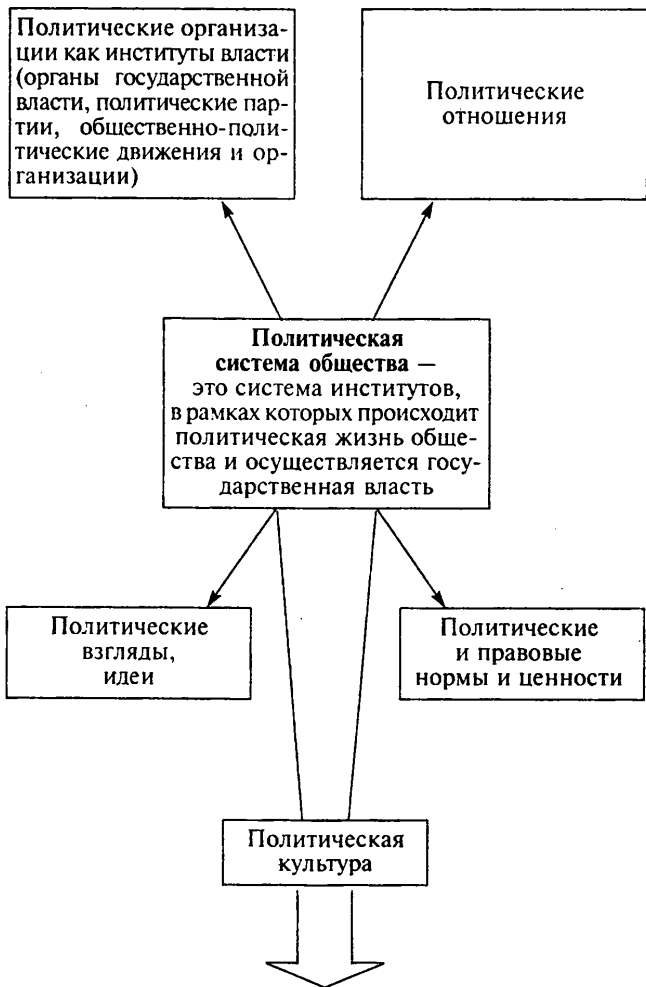 Политические организа-
ции как институты власти
(органы государственной
власти, политические пар-
тии, общественно-поли-
тические движения и ор-
ганизации)
Политические
отношения
Политическая
система общества —
это система институтов,
в рамках которых происходит
политическая жизнь обще-
ства и осуществляется госу-
дарственная власть
Политические
взгляды,
идеи
Политические
и правовые
нормы и ценности
Политическая
культура